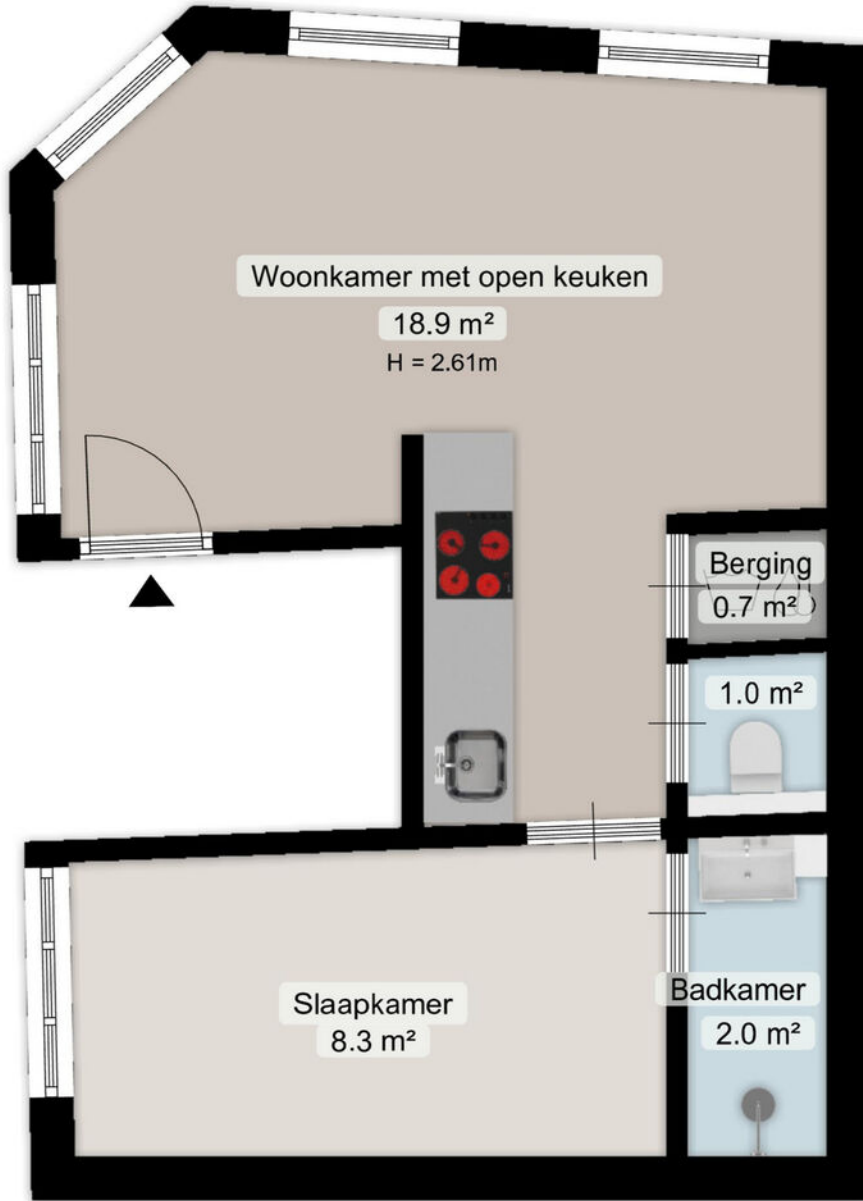 Woonkamer met open keuken
18.9 m²
H = 2.61m
Berging
0.7 m²
1.0 m²
Slaapkamer
8.3 m²
Badkamer
2.0 m²